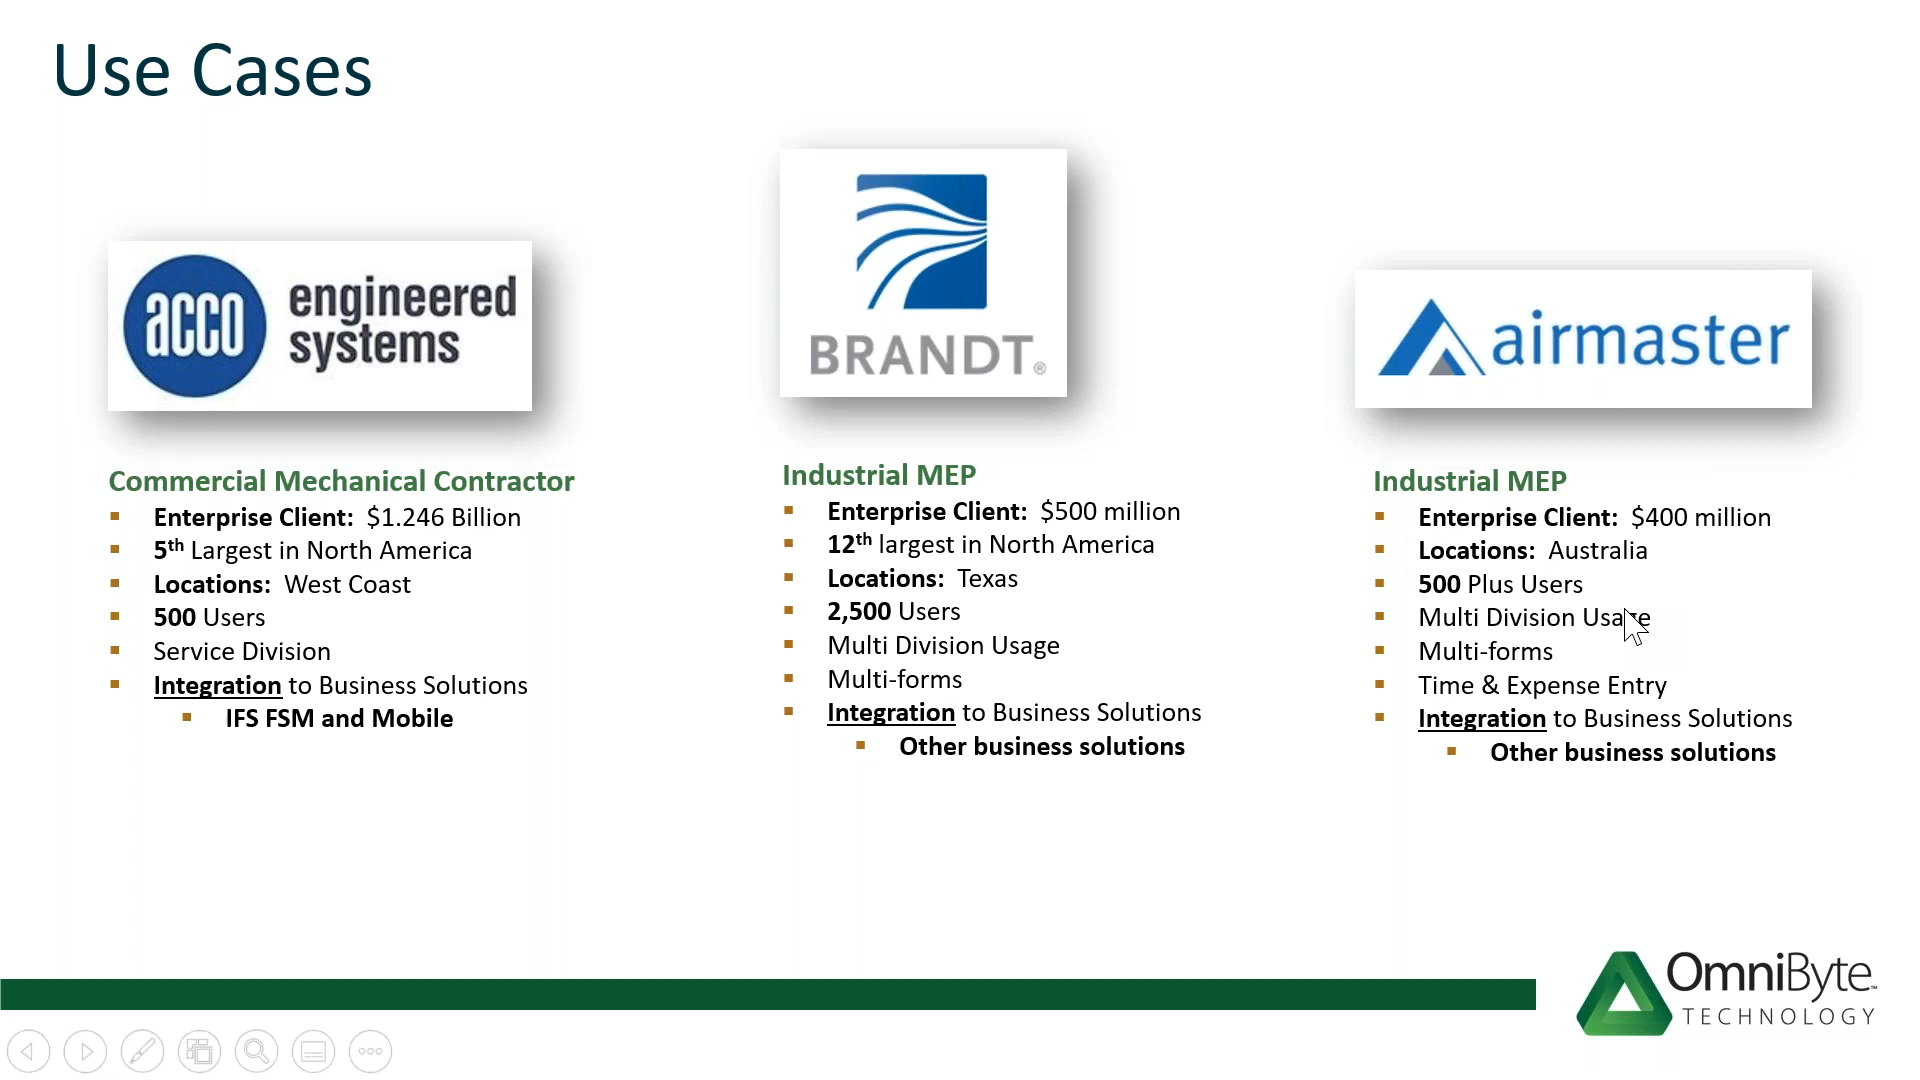 Use Cases
acco
engineered
systems
Commercial Mechanical Contractor
Enterprise Client: $1.246 Billion
5th Largest in North America
Locations: West Coast
500 Users
Service Division
Integration to Business Solutions
IFS FSM and Mobile
BRANDT®
Industrial MEP
Enterprise Client: $500 million
12th largest in North America
Locations: Texas
2,500 Users
Multi Division Usage
Multi-forms
Integration to Business Solutions
Other business solutions
airmaster
Industrial MEP
Enterprise Client: $400 million
Locations: Australia
500 Plus Users
Multi Division Usage
Multi-forms
Time & Expense Entry
Integration to Business Solutions
Other business solutions
OmniByte™
TECHNOLOGY